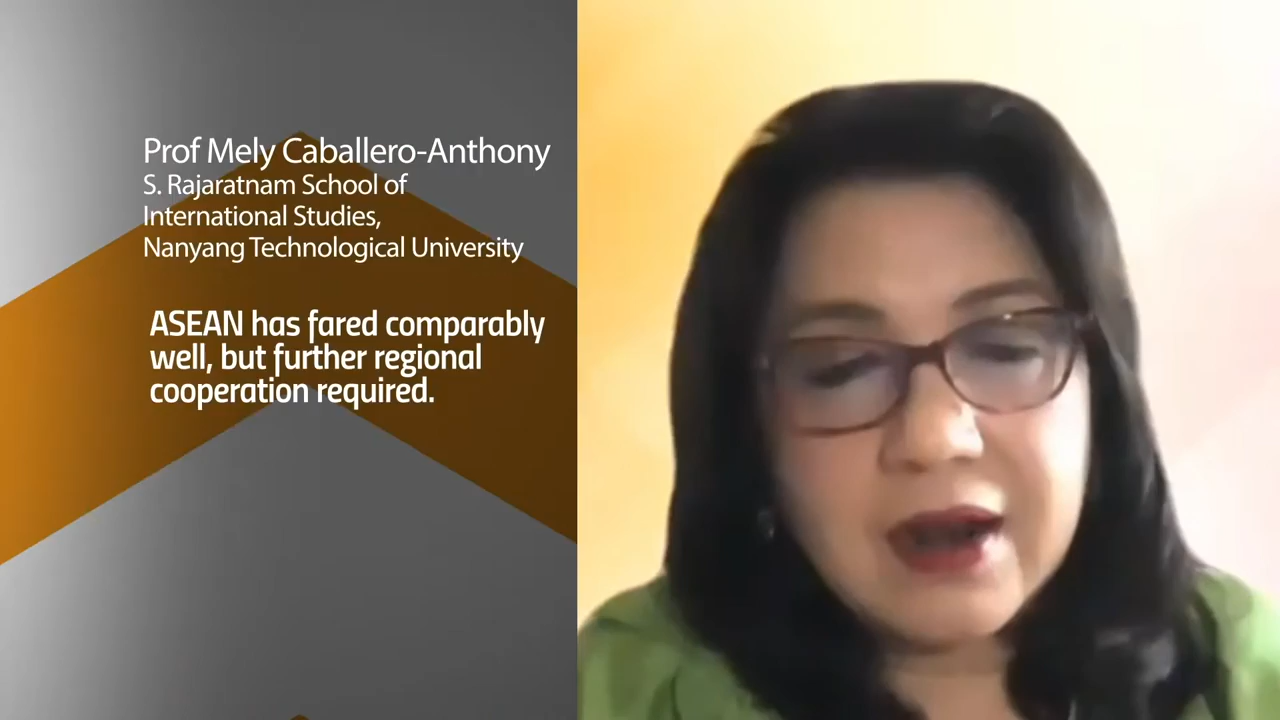 Prof Mely Caballero-Anthony
S. Rajaratnam School of
International Studies,
Nanyang Technological University
ASEAN has fared comparably
well, but further regional
cooperation required.